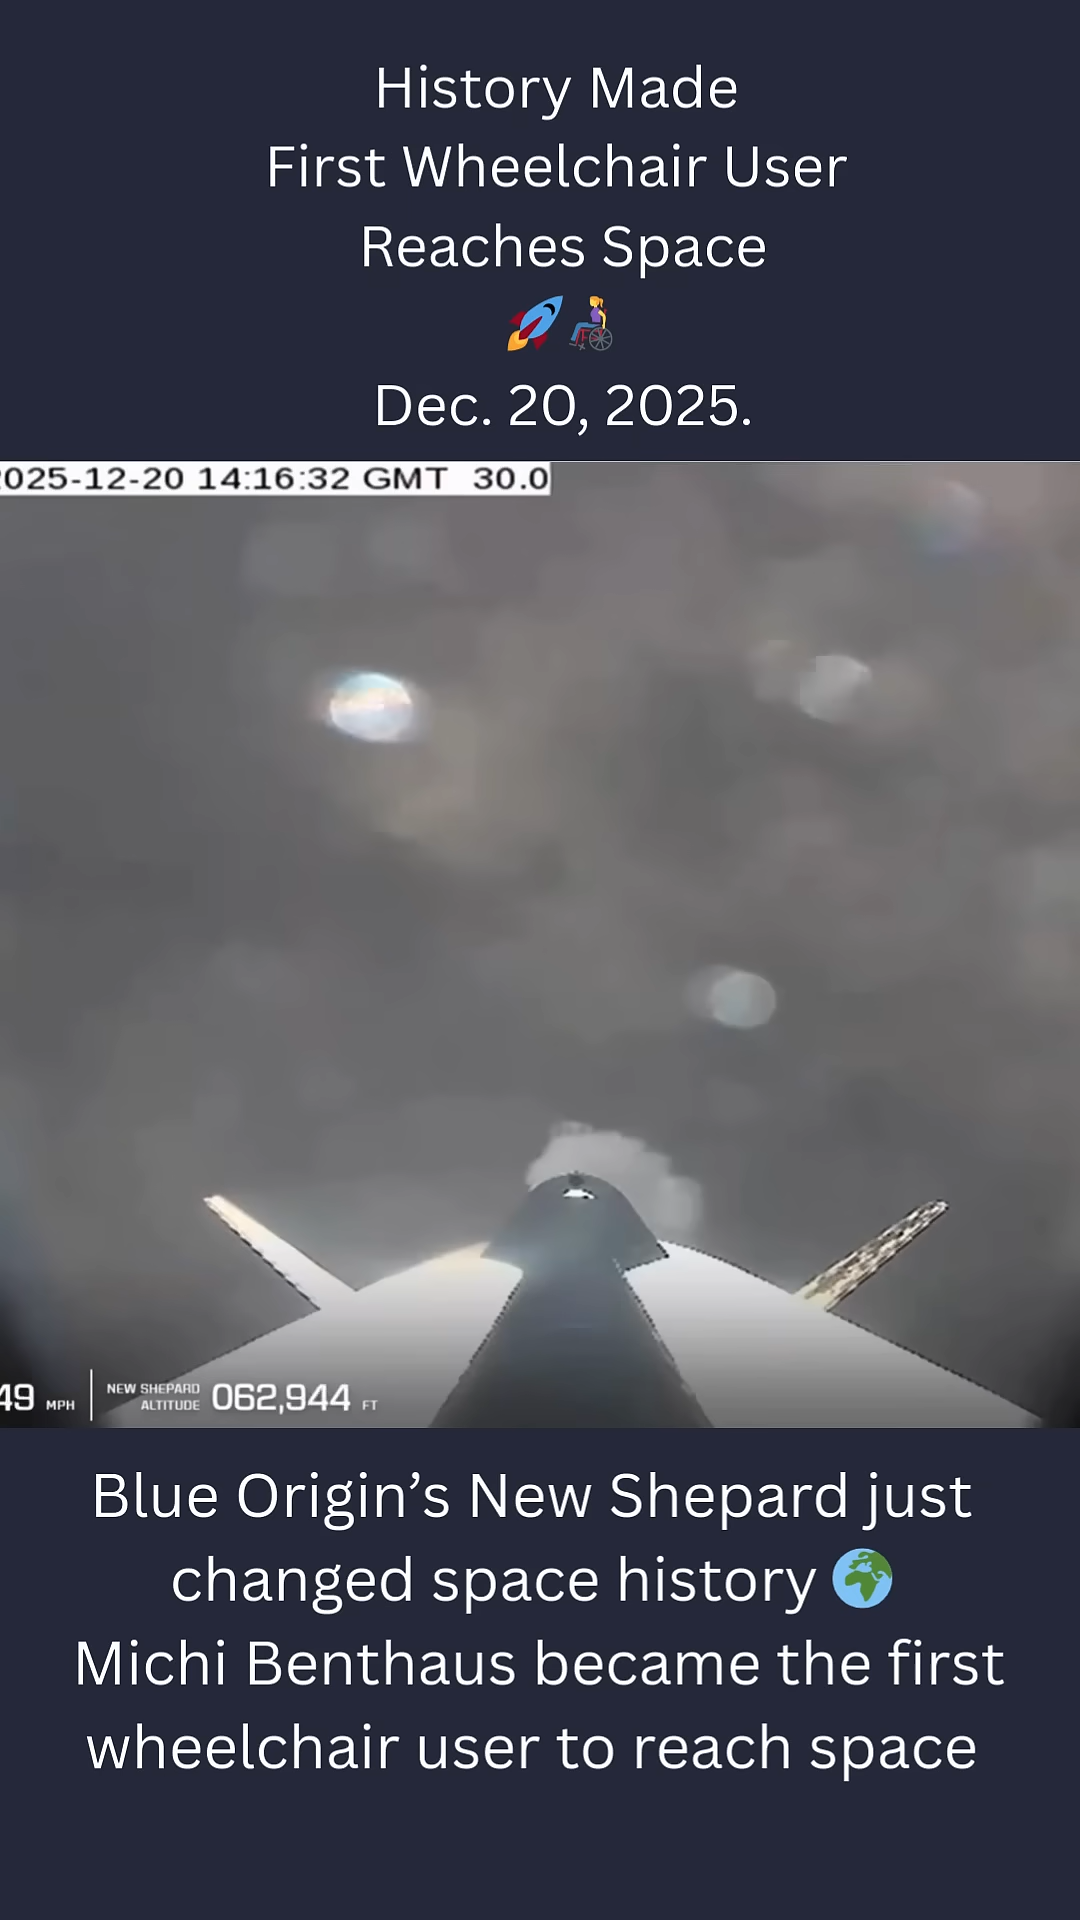 History Made
First Wheelchair User
Reaches Space
🚀👩‍🦽
Dec. 20, 2025.
025-12-20 14:16:32 GMT 30.0
49 MPH NEW SHEPARD ALTITUDE 062,944 FT
Blue Origin’s New Shepard just
changed space history 🌍
Michi Benthaus became the first
wheelchair user to reach space